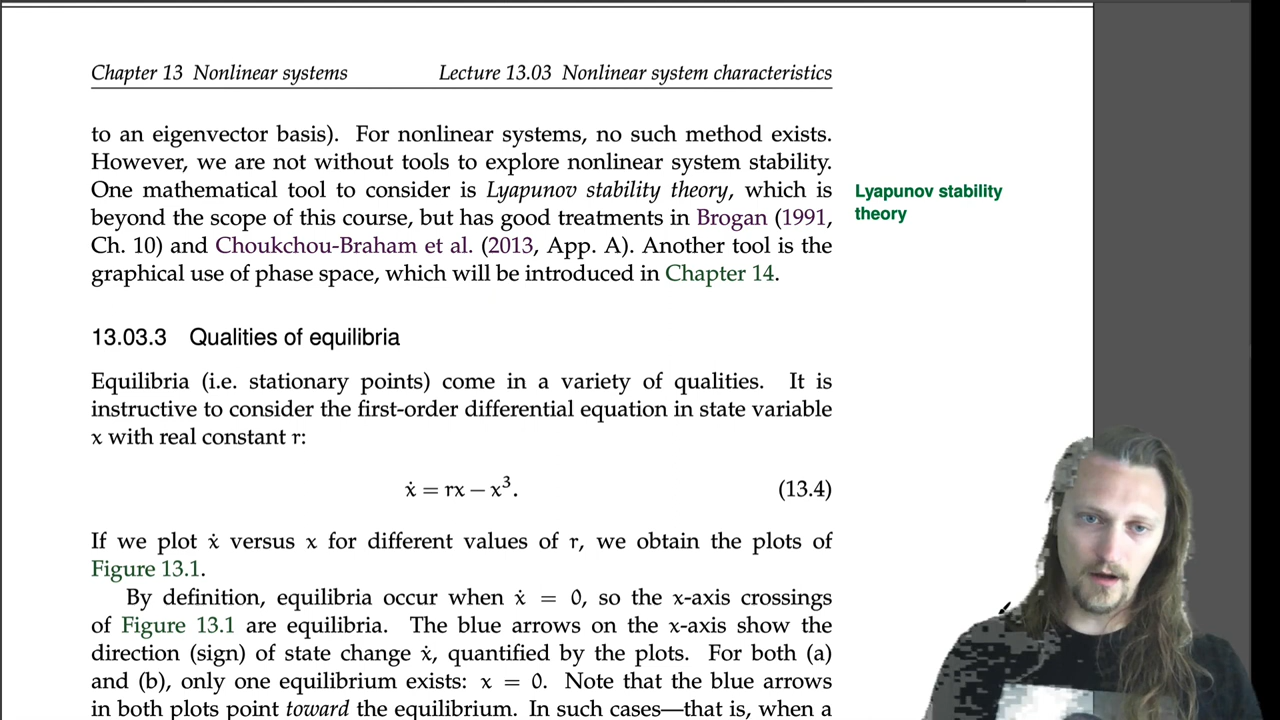 Chapter 13 Nonlinear systems Lecture 13.03 Nonlinear system characteristics
to an eigenvector basis). For nonlinear systems, no such method exists.
However, we are not without tools to explore nonlinear system stability.
One mathematical tool to consider is Lyapunov stability theory, which is
beyond the scope of this course, but has good treatments in Brogan (1991,
Ch. 10) and Choukchou-Braham et al. (2013, App. A). Another tool is the
graphical use of phase space, which will be introduced in Chapter 14.
Lyapunov stability
theory
13.03.3 Qualities of equilibria
Equilibria (i.e. stationary points) come in a variety of qualities. It is
instructive to consider the first-order differential equation in state variable
x with real constant r:
ẋ = rx − x³. (13.4)
If we plot ẋ versus x for different values of r, we obtain the plots of
Figure 13.1.
By definition, equilibria occur when ẋ = 0, so the x-axis crossings
of Figure 13.1 are equilibria. The blue arrows on the x-axis show the
direction (sign) of state change ẋ, quantified by the plots. For both (a)
and (b), only one equilibrium exists: x = 0. Note that the blue arrows
in both plots point toward the equilibrium. In such cases—that is, when a